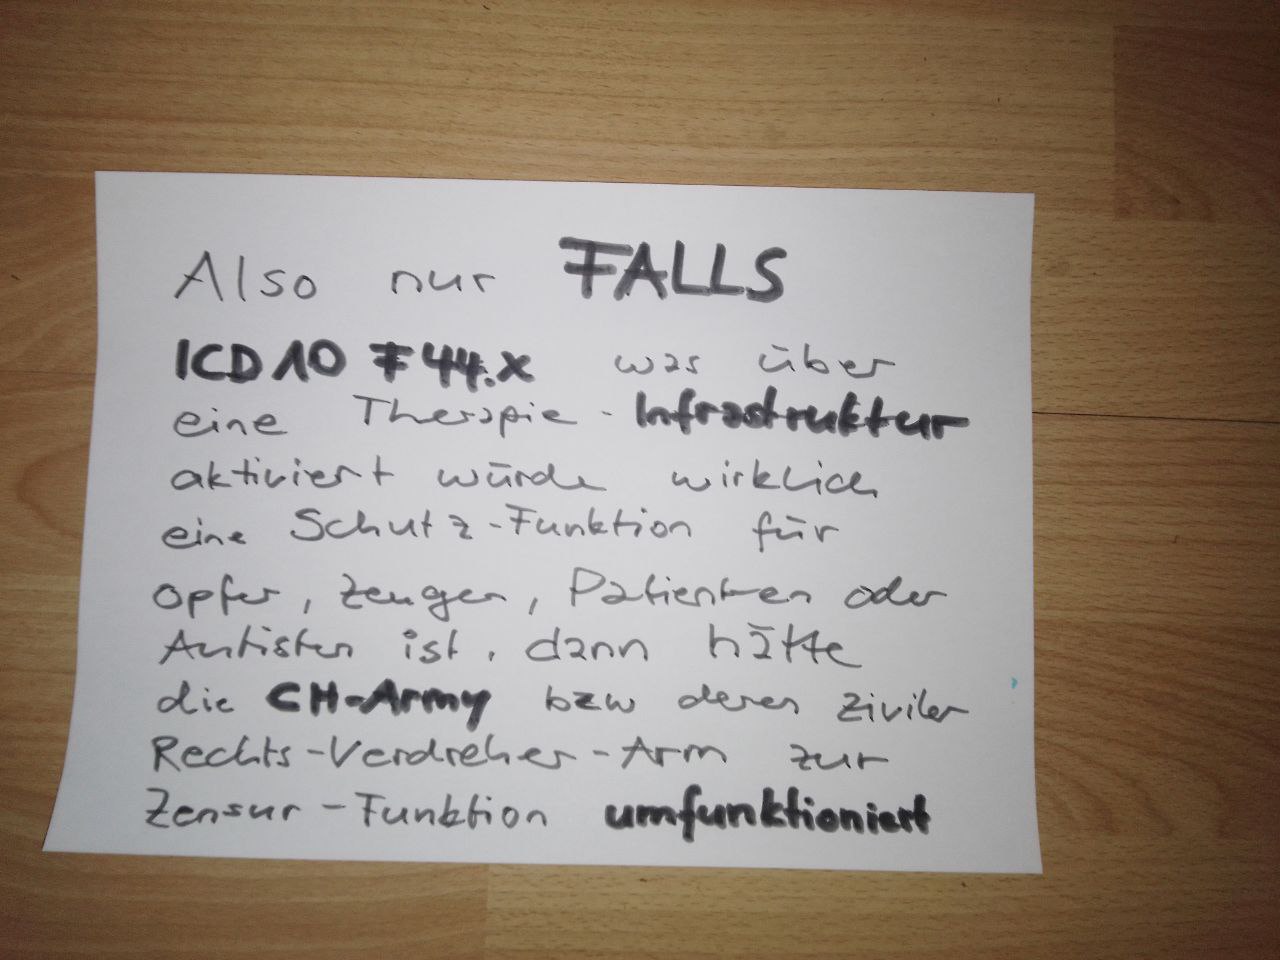 Also nur FALLS
ICD10 F44.x was über
eine Therapie-Infrastruktur
aktiviert würde wirklich
eine Schutz-Funktion für
opfer, Zeugen, Patienten oder
Autisten ist, dann hätte
die CH-Army bzw deren ziviler
Rechts-Verdreher-Arm zur
Zensur-Funktion umfunktioniert